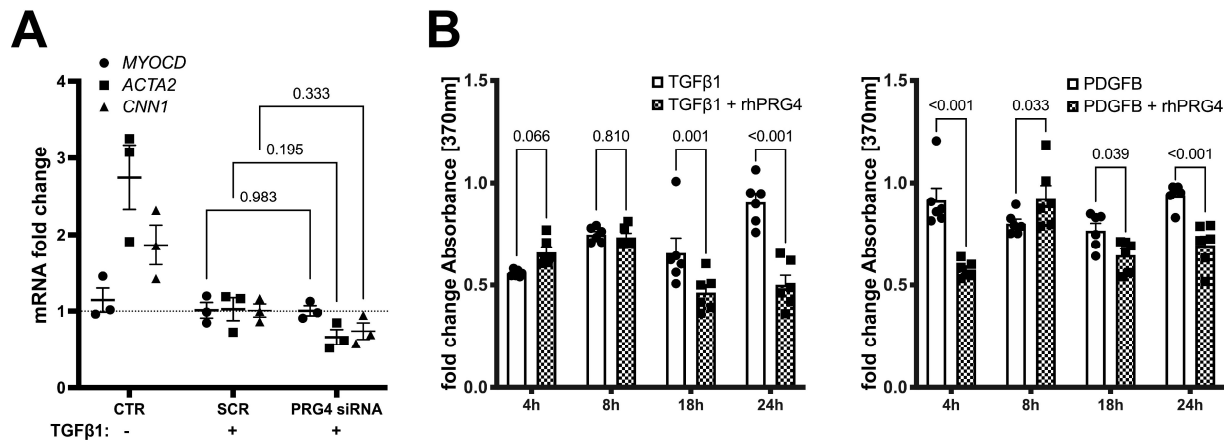 A
MYOCD
ACTA2
CNN1
mRNA fold change
4
3
2
1
0
0.333
0.195
0.983
CTR
SCR
PRG4 siRNA
TGFβ1: - + +
B
fold change Absorbance [370nm]
1.5
1.0
0.5
0.0
TGFβ1
TGFβ1 + rhPRG4
0.066
0.810
0.001
<0.001
4h
8h
18h
24h
fold change Absorbance [370nm]
1.5
1.0
0.5
0.0
PDGFB
PDGFB + rhPRG4
<0.001
0.033
0.039
<0.001
4h
8h
18h
24h